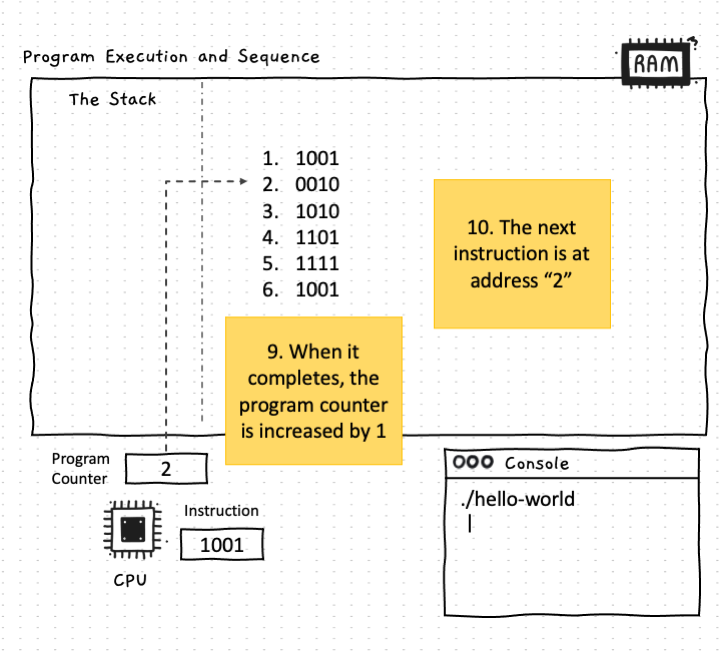 Program Execution and Sequence
RAM
The Stack
1. 1001
2. 0010
3. 1010
4. 1101
5. 1111
6. 1001
10. The next
instruction is at
address “2”
9. When it
completes, the
program counter
is increased by 1
Program
Counter
2
Instruction
1001
CPU
Console
./hello-world